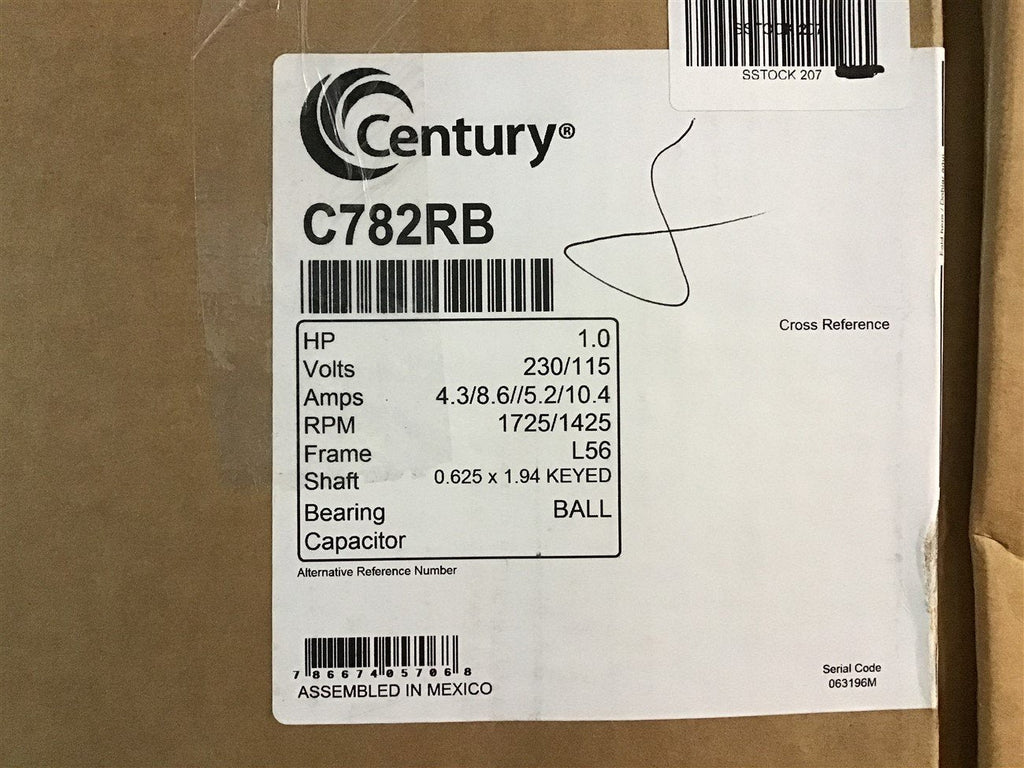 SSTOCK 207
SSTOCK 207
Century®
C782RB
Cross Reference
HP 1.0
Volts 230/115
Amps 4.3/8.6//5.2/10.4
RPM 1725/1425
Frame L56
Shaft 0.625 x 1.94 KEYED
Bearing BALL
Capacitor
Alternative Reference Number
7 86674 05706 8
ASSEMBLED IN MEXICO
Serial Code
063196M